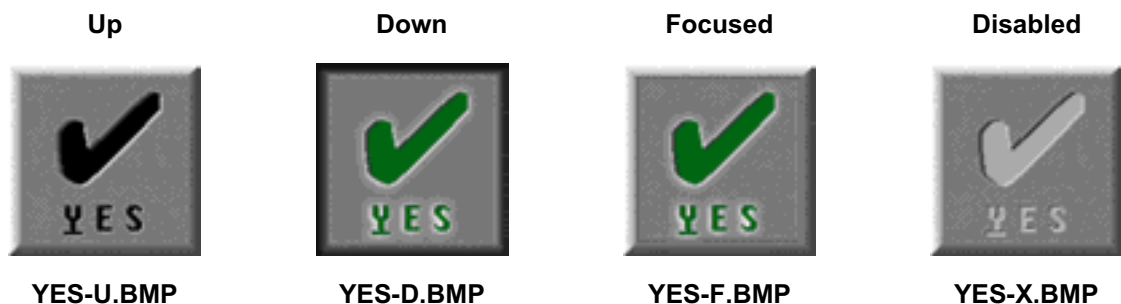 Up Down Focused Disabled
YES YES YES YES
YES-U.BMP YES-D.BMP YES-F.BMP YES-X.BMP